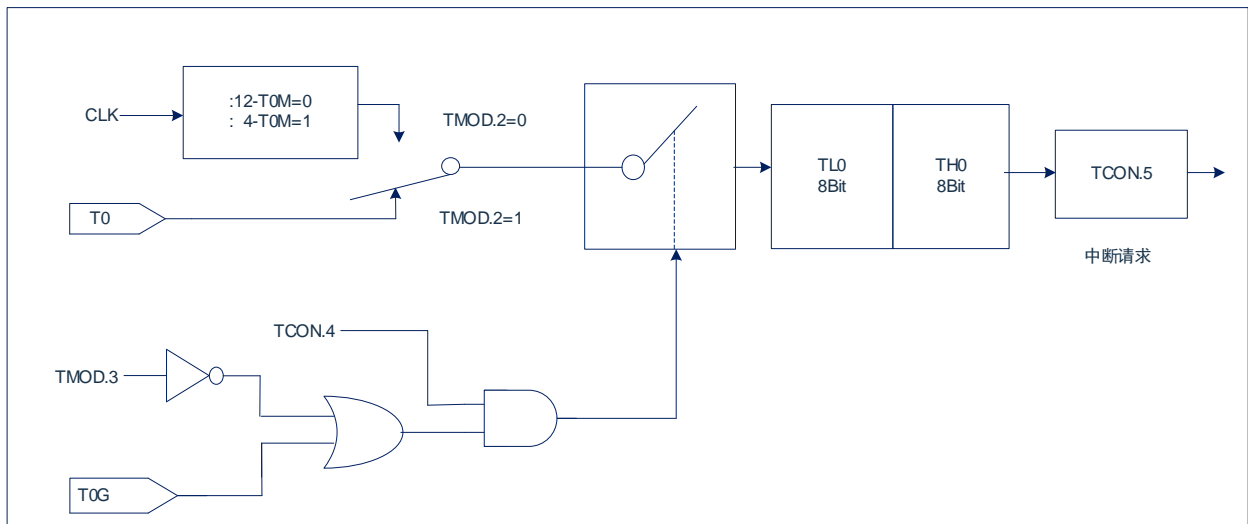 :12-T0M=0
: 4-T0M=1
CLK
TMOD.2=0
T0
TMOD.2=1
TL0
8Bit
TH0
8Bit
TCON.5
中断请求
TCON.4
TMOD.3
T0G